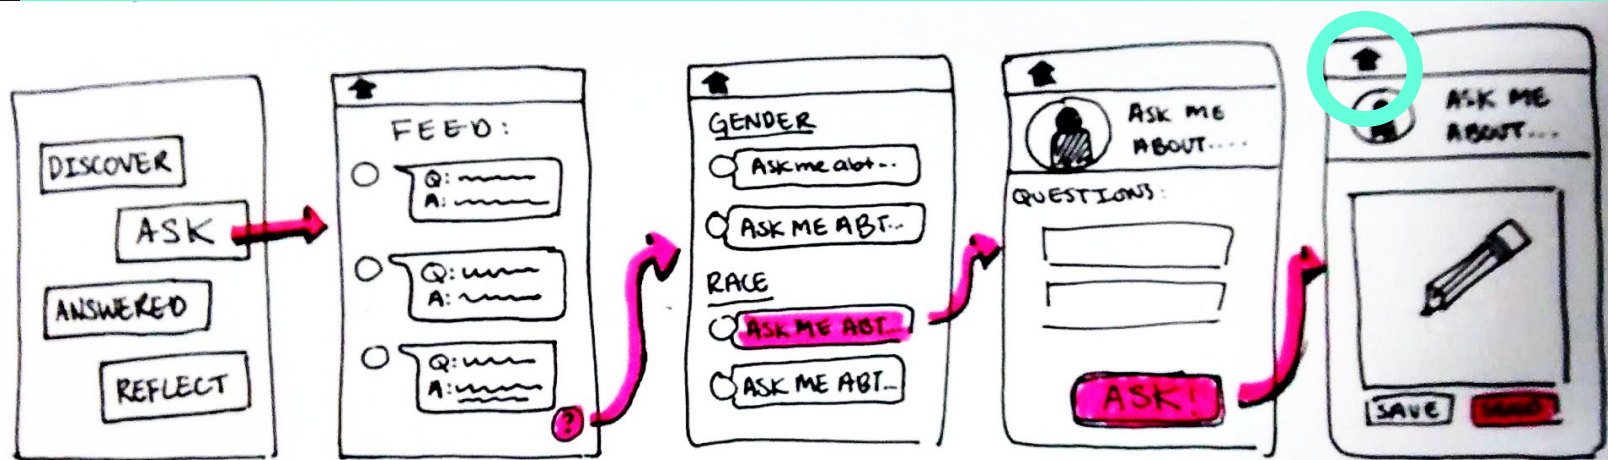 DISCOVER
ASK
ANSWERED
REFLECT
FEED:
Q:
A:
Q:
A:
Q:
A:
?
GENDER
Ask me abt...
ASK ME ABT...
RACE
ASK ME ABT...
ASK ME ABT...
ASK ME
ABOUT....
QUESTIONS:
ASK!
ASK ME
ABOUT...
SAVE